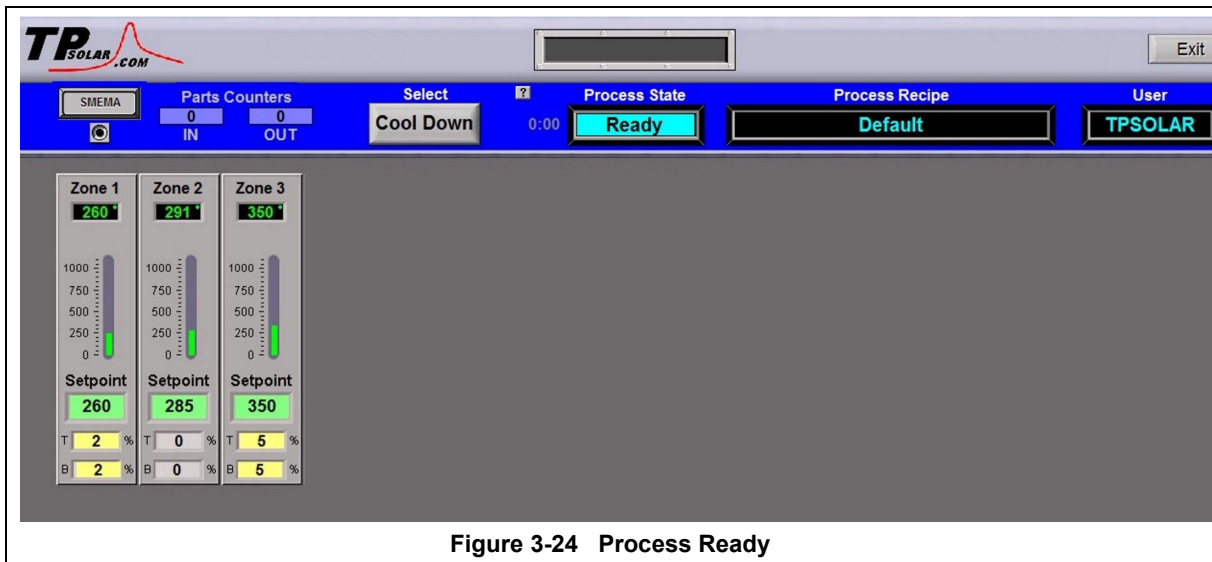 TP SOLAR .COM
Exit
SMEMA
Parts Counters
0 0
IN OUT
Select
Cool Down
?
0:00
Process State
Ready
Process Recipe
Default
User
TPSOLAR
Zone 1 Zone 2 Zone 3
260° 291° 350°
1000 1000 1000
750 750 750
500 500 500
250 250 250
0 0 0
Setpoint Setpoint Setpoint
260 285 350
T 2 % T 0 % T 5 %
B 2 % B 0 % B 5 %
Figure 3-24 Process Ready